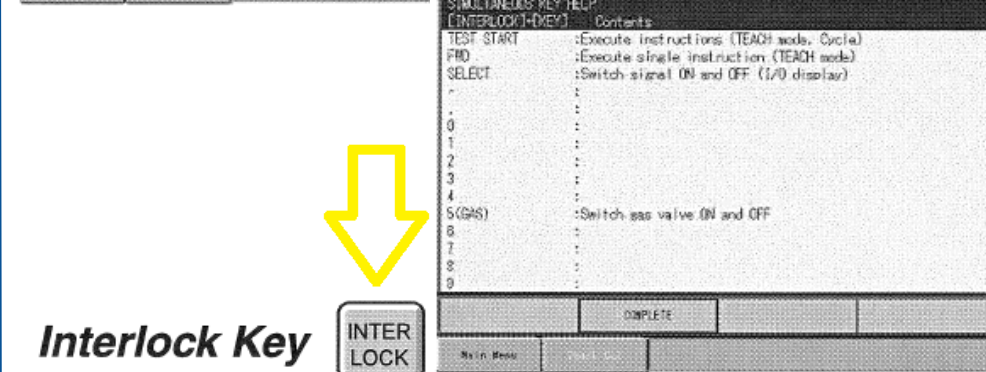 SIMULTANEOUS KEY HELP
[INTERLOCK]+[KEY] Contents
TEST START :Execute instructions (TEACH mode, Cycle)
FWD :Execute single instruction (TEACH mode)
SELECT :Switch signal ON and OFF (I/O display)
- :
. :
0 :
1 :
2 :
3 :
4 :
5(GAS) :Switch gas valve ON and OFF
6 :
7 :
8 :
9 :
COMPLETE
Interlock Key
INTER
LOCK
Main Menu